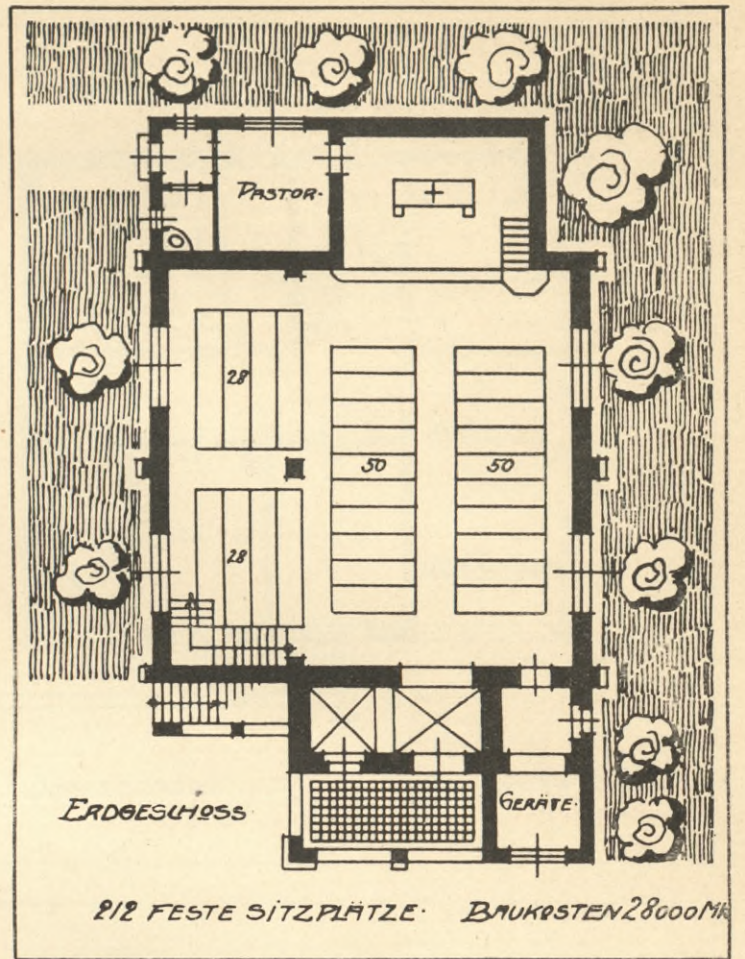 PASTOR·
28
50 50
28
ERDGESCHOSS·
GERÄTE·
212 FESTE SITZPLÄTZE· BAUKOSTEN 28000 Mk